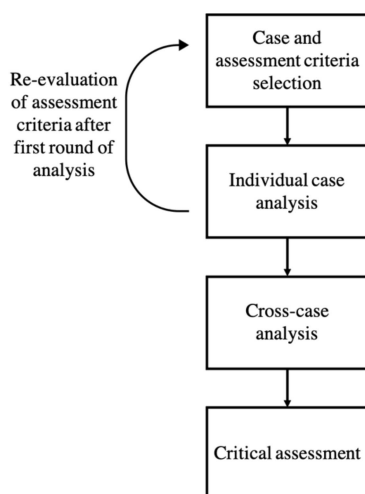 Case and
assessment criteria
selection
Re-evaluation
of assessment
criteria after
first round of
analysis
Individual case
analysis
Cross-case
analysis
Critical assessment